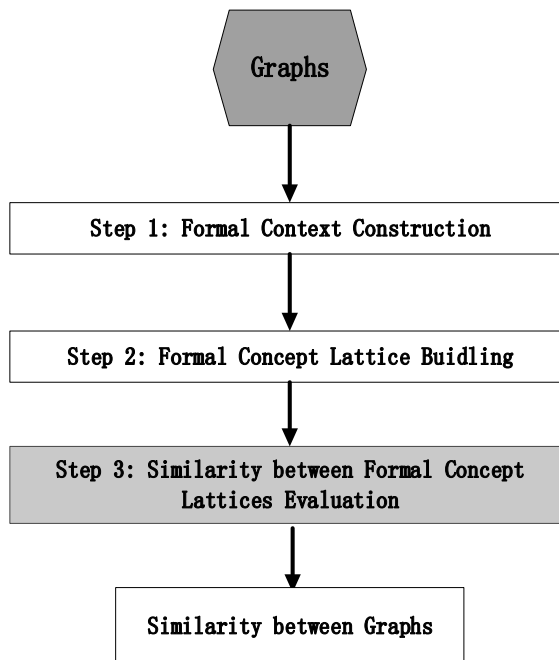 Graphs
Step 1: Formal Context Construction
Step 2: Formal Concept Lattice Buidling
Step 3: Similarity between Formal Concept
Lattices Evaluation
Similarity between Graphs